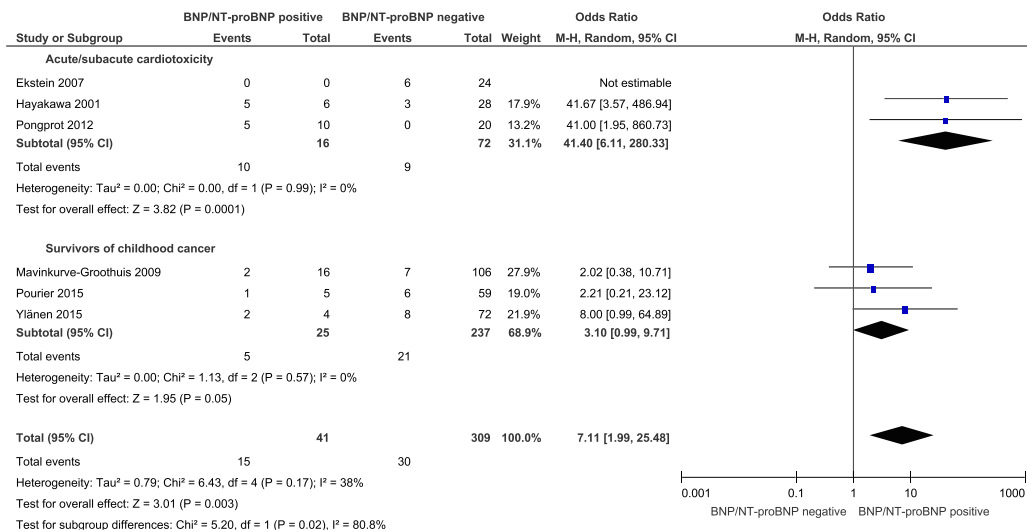 BNP/NT-proBNP positive BNP/NT-proBNP negative Odds Ratio Odds Ratio
Study or Subgroup Events Total Events Total Weight M-H, Random, 95% CI M-H, Random, 95% CI
Acute/subacute cardiotoxicity
Ekstein 2007 0 0 6 24 Not estimable
Hayakawa 2001 5 6 3 28 17.9% 41.67 [3.57, 486.94]
Pongprot 2012 5 10 0 20 13.2% 41.00 [1.95, 860.73]
Subtotal (95% CI) 16 72 31.1% 41.40 [6.11, 280.33]
Total events 10 9
Heterogeneity: Tau² = 0.00; Chi² = 0.00, df = 1 (P = 0.99); I² = 0%
Test for overall effect: Z = 3.82 (P = 0.0001)
Survivors of childhood cancer
Mavinkurve-Groothuis 2009 2 16 7 106 27.9% 2.02 [0.38, 10.71]
Pourier 2015 1 5 6 59 19.0% 2.21 [0.21, 23.12]
Ylänen 2015 2 4 8 72 21.9% 8.00 [0.99, 64.89]
Subtotal (95% CI) 25 237 68.9% 3.10 [0.99, 9.71]
Total events 5 21
Heterogeneity: Tau² = 0.00; Chi² = 1.13, df = 2 (P = 0.57); I² = 0%
Test for overall effect: Z = 1.95 (P = 0.05)
Total (95% CI) 41 309 100.0% 7.11 [1.99, 25.48]
Total events 15 30
Heterogeneity: Tau² = 0.79; Chi² = 6.43, df = 4 (P = 0.17); I² = 38%
Test for overall effect: Z = 3.01 (P = 0.003)
Test for subgroup differences: Chi² = 5.20, df = 1 (P = 0.02), I² = 80.8%
0.001 0.1 1 10 1000
BNP/NT-proBNP negative BNP/NT-proBNP positive